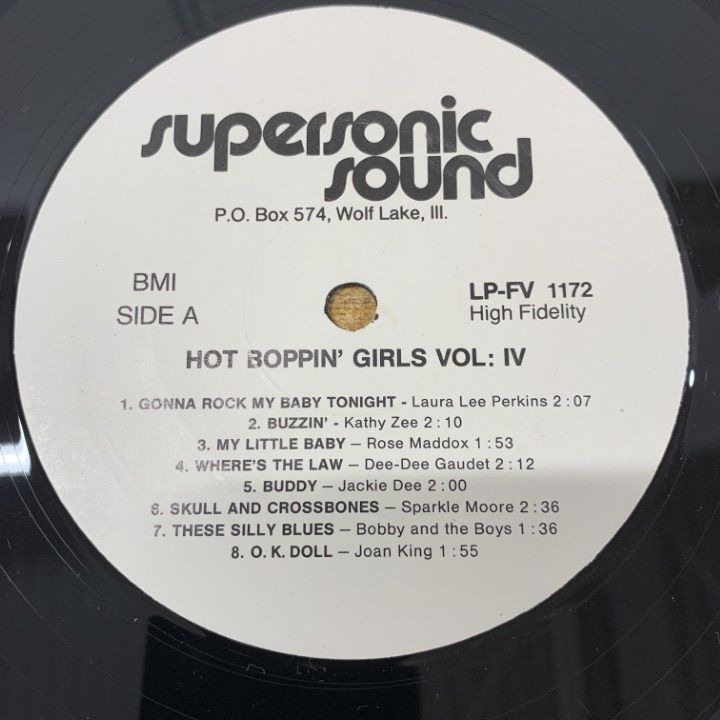 supersonic
sound
P.O. Box 574, Wolf Lake, Ill.
BMI
SIDE A
LP-FV 1172
High Fidelity
HOT BOPPIN' GIRLS VOL: IV
1. GONNA ROCK MY BABY TONIGHT - Laura Lee Perkins 2:07
2. BUZZIN' - Kathy Zee 2:10
3. MY LITTLE BABY — Rose Maddox 1:53
4. WHERE'S THE LAW — Dee-Dee Gaudet 2:12
5. BUDDY — Jackie Dee 2:00
6. SKULL AND CROSSBONES — Sparkle Moore 2:36
7. THESE SILLY BLUES — Bobby and the Boys 1:36
8. O.K. DOLL — Joan King 1:55